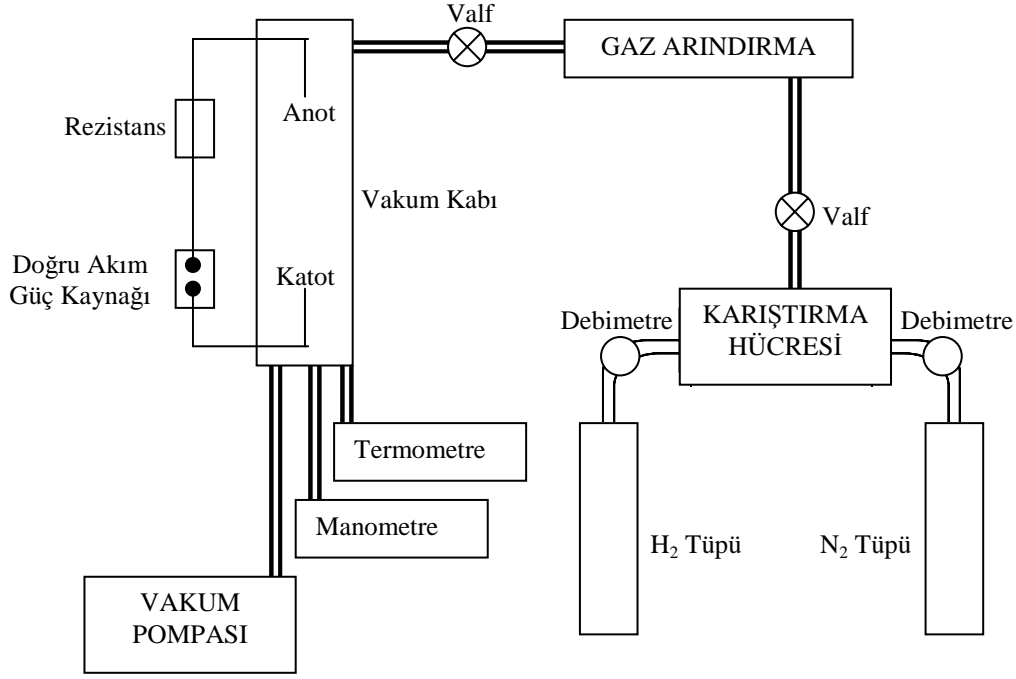 Valf
GAZ ARINDIRMA
Anot
Rezistans
Vakum Kabı
Valf
Doğru Akım
Güç Kaynağı
Katot
Debimetre
KARIŞTIRMA
HÜCRESİ
Debimetre
Termometre
Manometre
H₂ Tüpü
N₂ Tüpü
VAKUM
POMPASI